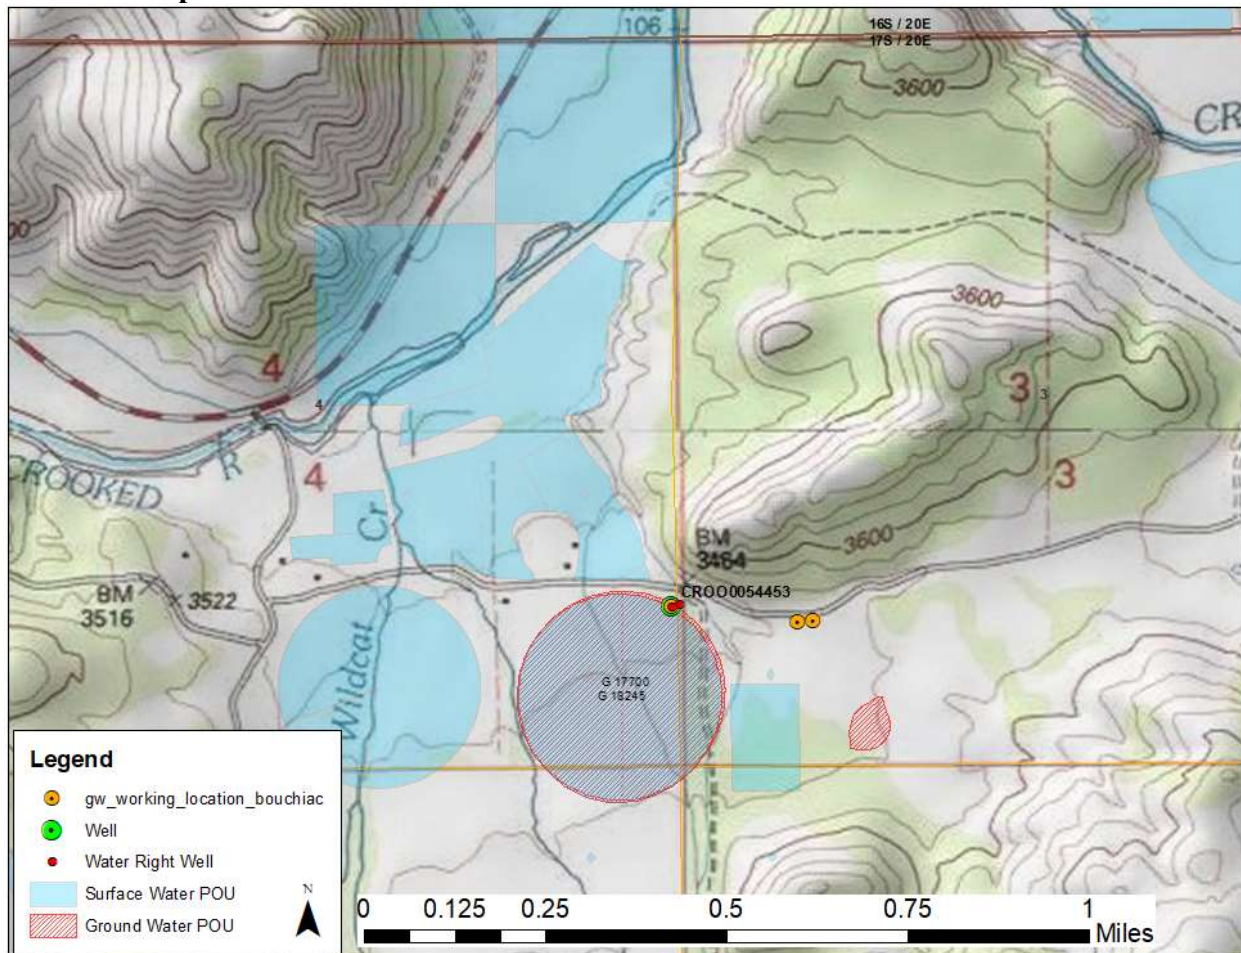 106
16S / 20E
17S / 20E
3600
CR
00
3600
4
4
3
3
4
3
CROOKED
R
Cr
BM
3464
3600
BM
3516
3522
CROO0054453
Wildcat
G 17700
G 18245
Legend
gw_working_location_bouchiac
Well
Water Right Well
Surface Water POU
Ground Water POU
N
0 0.125 0.25 0.5 0.75 1
Miles